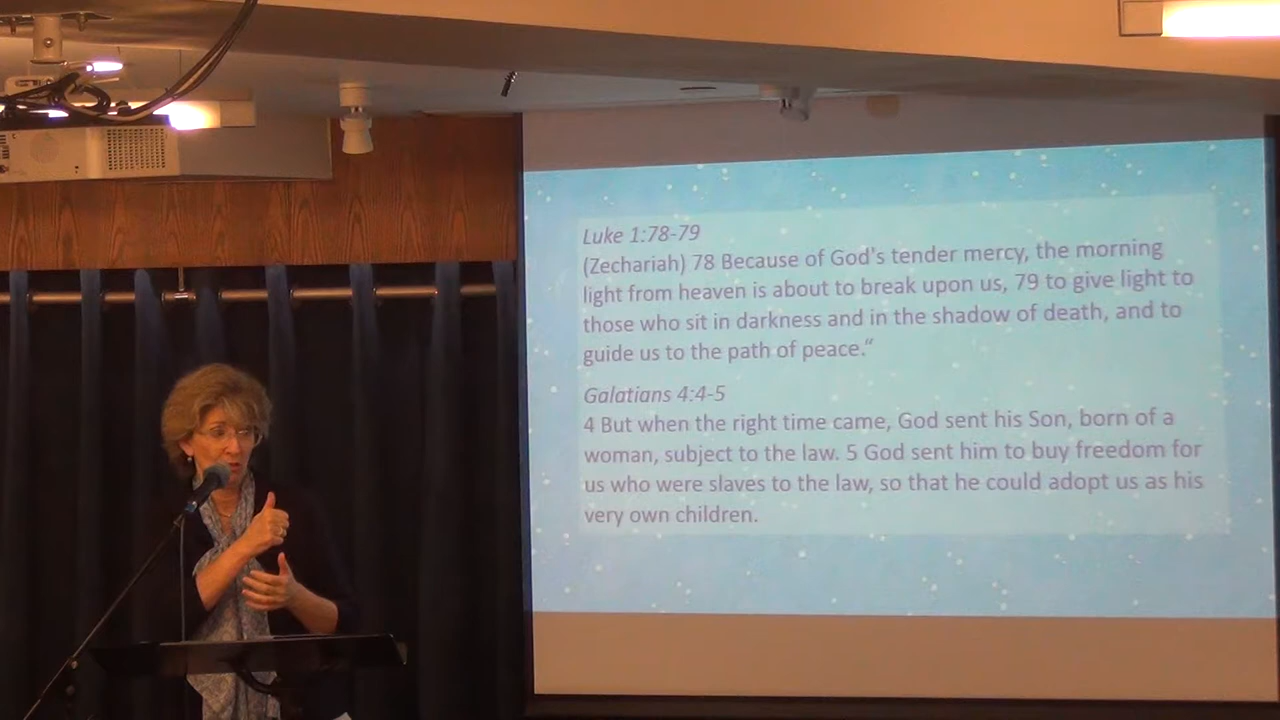 Luke 1:78-79
(Zechariah) 78 Because of God's tender mercy, the morning
light from heaven is about to break upon us, 79 to give light to
those who sit in darkness and in the shadow of death, and to
guide us to the path of peace.“
Galatians 4:4-5
4 But when the right time came, God sent his Son, born of a
woman, subject to the law. 5 God sent him to buy freedom for
us who were slaves to the law, so that he could adopt us as his
very own children.